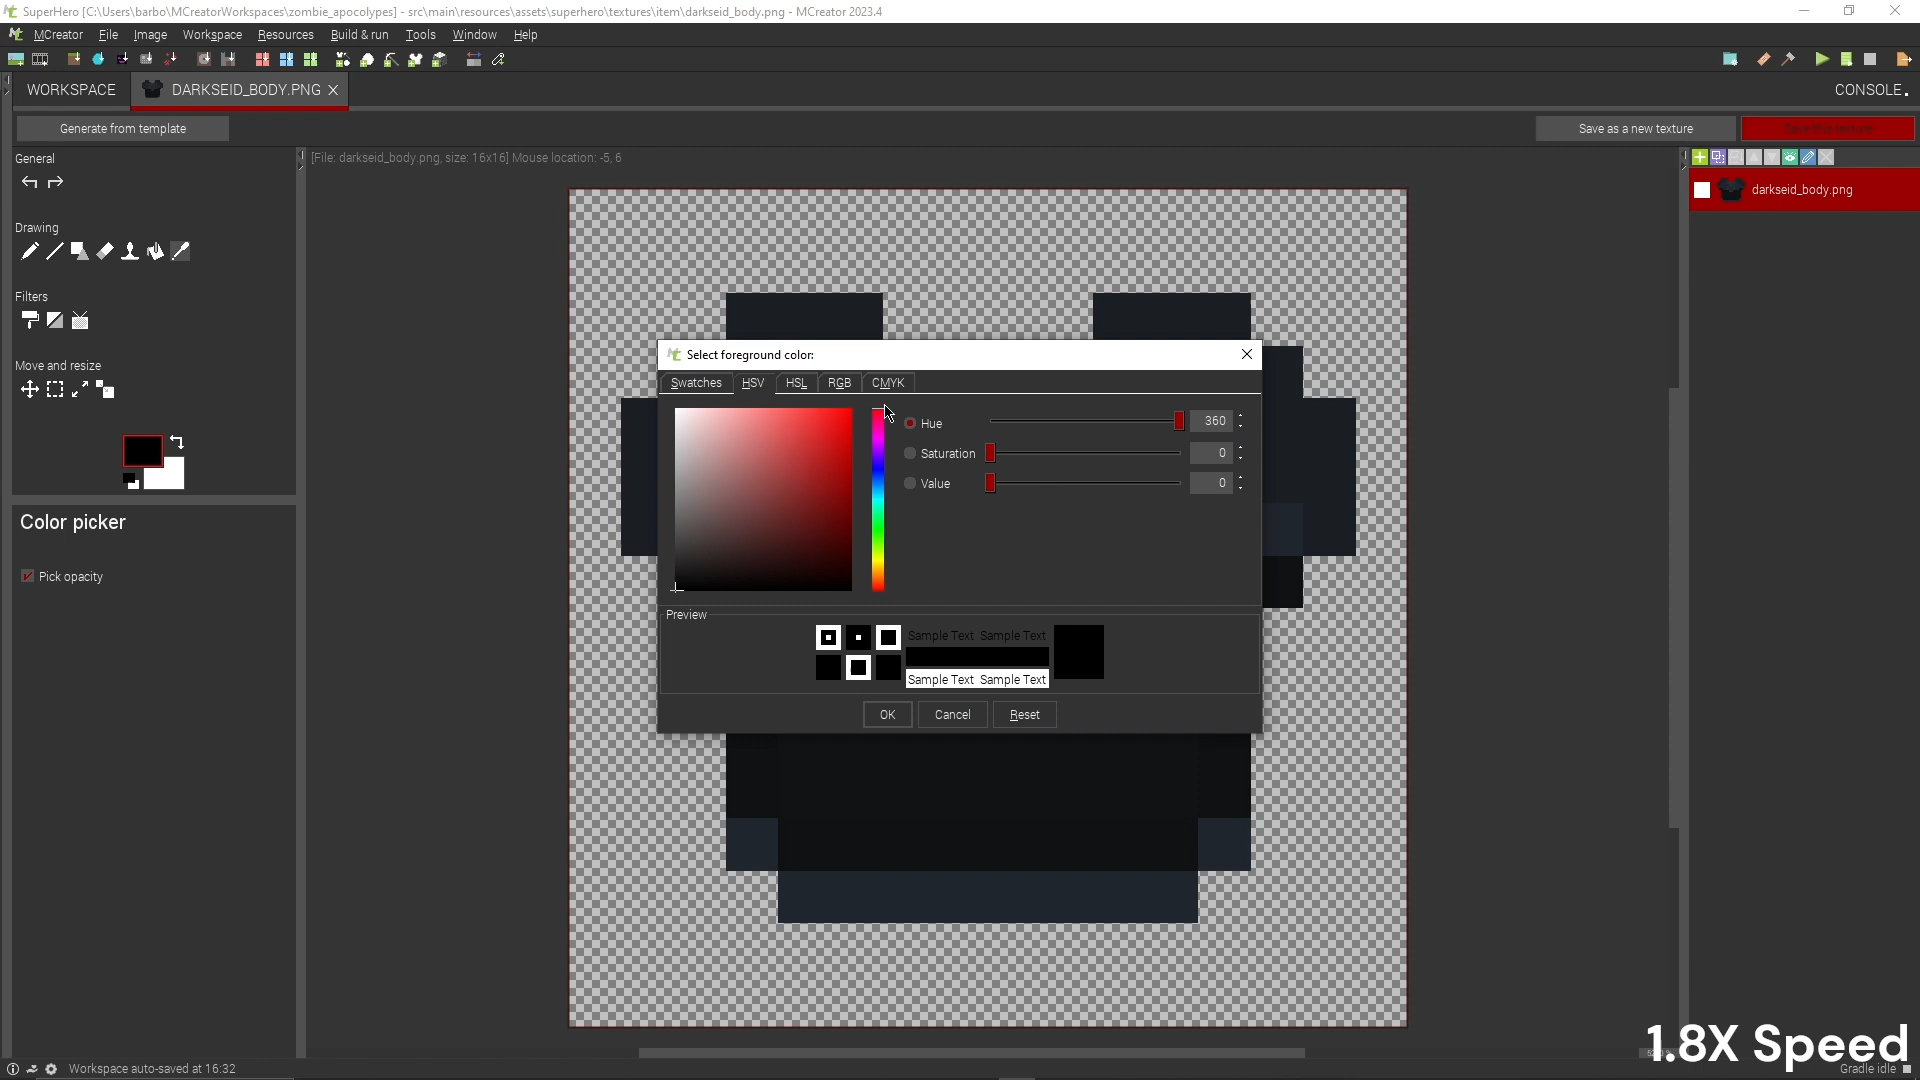 SuperHero [C:\Users\barbo\MCreatorWorkspaces\zombie_apocolypes] - src\main\resources\assets\superhero\textures\item\darkseid_body.png - MCreator 2023.4
MCreator File Image Workspace Resources Build & run Tools Window Help
WORKSPACE DARKSEID_BODY.PNG CONSOLE
Generate from template Save as a new texture
General [File: darkseid_body.png, size: 16x16] Mouse location: -5, 6
darkseid_body.png
Drawing
Filters
Move and resize
Select foreground color:
Swatches HSV HSL RGB CMYK
Hue 360
Saturation 0
Value 0
Color picker
Pick opacity
Preview
Sample Text Sample Text
Sample Text Sample Text
OK Cancel Reset
1.8X Speed
Workspace auto-saved at 16:32 Gradle idle